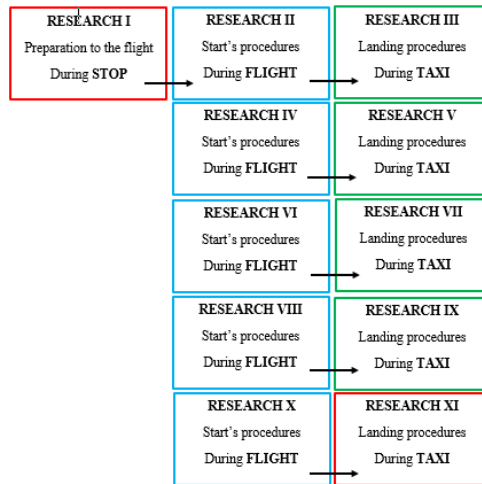 RESEARCH I
Preparation to the flight
During STOP
RESEARCH II
Start's procedures
During FLIGHT
RESEARCH III
Landing procedures
During TAXI
RESEARCH IV
Start's procedures
During FLIGHT
RESEARCH V
Landing procedures
During TAXI
RESEARCH VI
Start's procedures
During FLIGHT
RESEARCH VII
Landing procedures
During TAXI
RESEARCH VIII
Start's procedures
During FLIGHT
RESEARCH IX
Landing procedures
During TAXI
RESEARCH X
Start's procedures
During FLIGHT
RESEARCH XI
Landing procedures
During TAXI